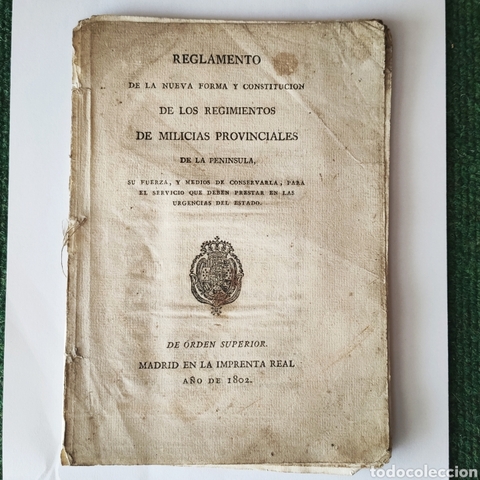 REGLAMENTO
DE LA NUEVA FORMA Y CONSTITUCION
DE LOS REGIMIENTOS
DE MILICIAS PROVINCIALES
DE LA PENINSULA,
SU FUERZA, Y MEDIOS DE CONSERVARLA, PARA
EL SERVICIO QUE DEBEN PRESTAR EN LAS
URGENCIAS DEL ESTADO.
DE ÓRDEN SUPERIOR.
MADRID EN LA IMPRENTA REAL
AÑO DE 1802.
todocoleccion